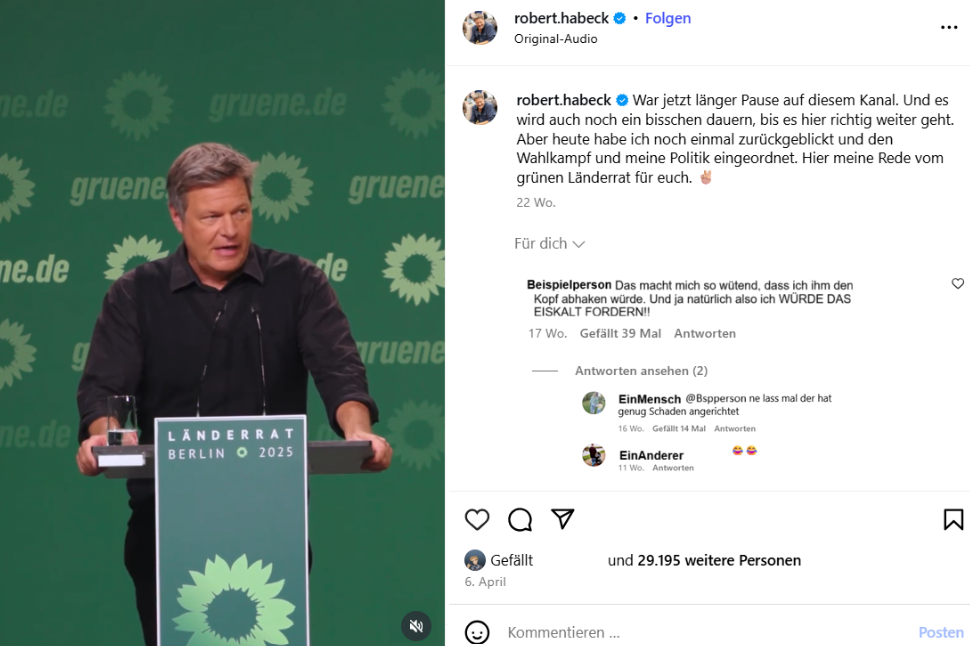 gruene.de
gruene.de
gruene.de
gruene
ne.de
de
gruene
ne.de
LÄNDERRAT
BERLIN 2025
robert.habeck • Folgen
Original-Audio
robert.habeck War jetzt länger Pause auf diesem Kanal. Und es
wird auch noch ein bisschen dauern, bis es hier richtig weiter geht.
Aber heute habe ich noch einmal zurückgeblickt und den
Wahlkampf und meine Politik eingeordnet. Hier meine Rede vom
grünen Länderrat für euch. ✌🏼
22 Wo.
Für dich
Beispielperson Das macht mich so wütend, dass ich ihm den
Kopf abhaken würde. Und ja natürlich also ich WÜRDE DAS
EISKALT FORDERN!!
17 Wo. Gefällt 39 Mal Antworten
Antworten ansehen (2)
EinMensch @Bspperson ne lass mal der hat
genug Schaden angerichtet
16 Wo. Gefällt 14 Mal Antworten
EinAnderer 😂😂
11 Wo. Antworten
Gefällt und 29.195 weitere Personen
6. April
Kommentieren ... Posten